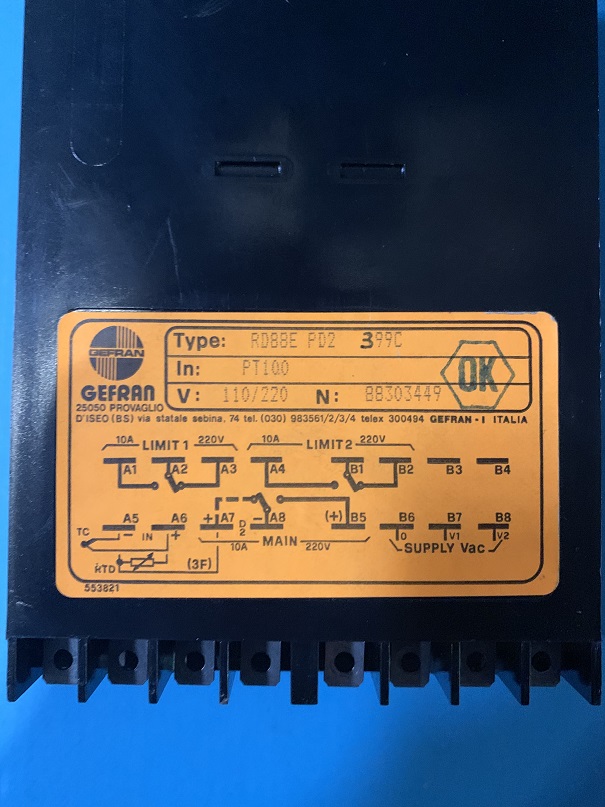 GEFRAN
GEFRAN
Type: RD88E PD2 399C
In: PT100
V: 110/220 N: 88303449
OK
25050 PROVAGLIO
D'ISEO (BS) via statale sebina, 74 tel. (030) 983561/2/3/4 telex 300494 GEFRAN - I ITALIA
10A LIMIT 1 220V 10A LIMIT 2 220V
A1 A2 A3 A4 B1 B2 B3 B4
A5 A6 + A7 D2 - A8 (+) B5 B6 B7 B8
TC - IN + 10A MAIN 220V 0 V1 V2
SUPPLY Vac
RTD (3F)
553821